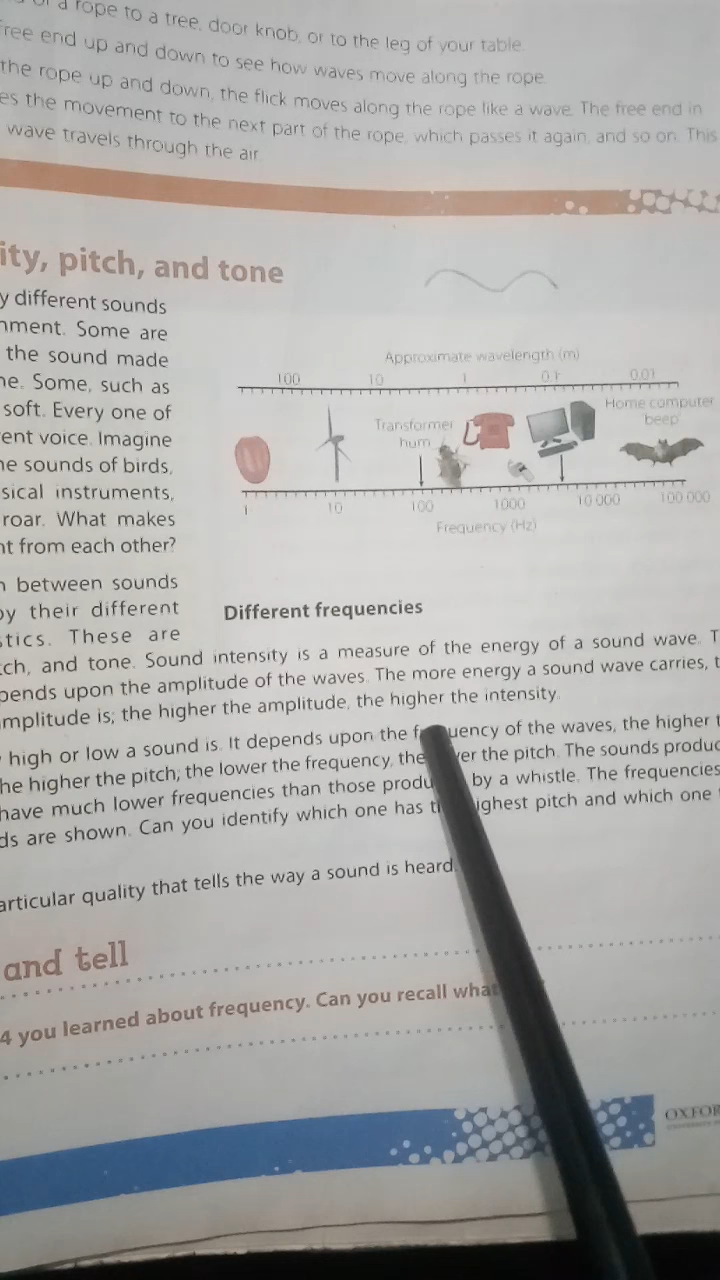 a rope to a tree, door knob, or to the leg of your table.
free end up and down to see how waves move along the rope.
the rope up and down, the flick moves along the rope like a wave. The free end in
es the movement to the next part of the rope, which passes it again, and so on. This
wave travels through the air.
ity, pitch, and tone
y different sounds
nment. Some are
the sound made
ne. Some, such as
soft. Every one of
ent voice. Imagine
he sounds of birds,
sical instruments,
roar. What makes
nt from each other?
n between sounds
by their different
stics. These are
Approximate wavelength (m)
100 10 1 0.1 0.01
Home computer
beep
Transformer
hum
1 10 100 1000 10 000 100 000
Frequency (Hz)
Different frequencies
tch, and tone. Sound intensity is a measure of the energy of a sound wave. T
pends upon the amplitude of the waves. The more energy a sound wave carries, t
mplitude is; the higher the amplitude, the higher the intensity.
high or low a sound is. It depends upon the f uency of the waves, the higher t
he higher the pitch; the lower the frequency, the er the pitch. The sounds produc
have much lower frequencies than those produ by a whistle. The frequencies
ds are shown. Can you identify which one has t ighest pitch and which one
articular quality that tells the way a sound is heard.
and tell
4 you learned about frequency. Can you recall what
OXFOR